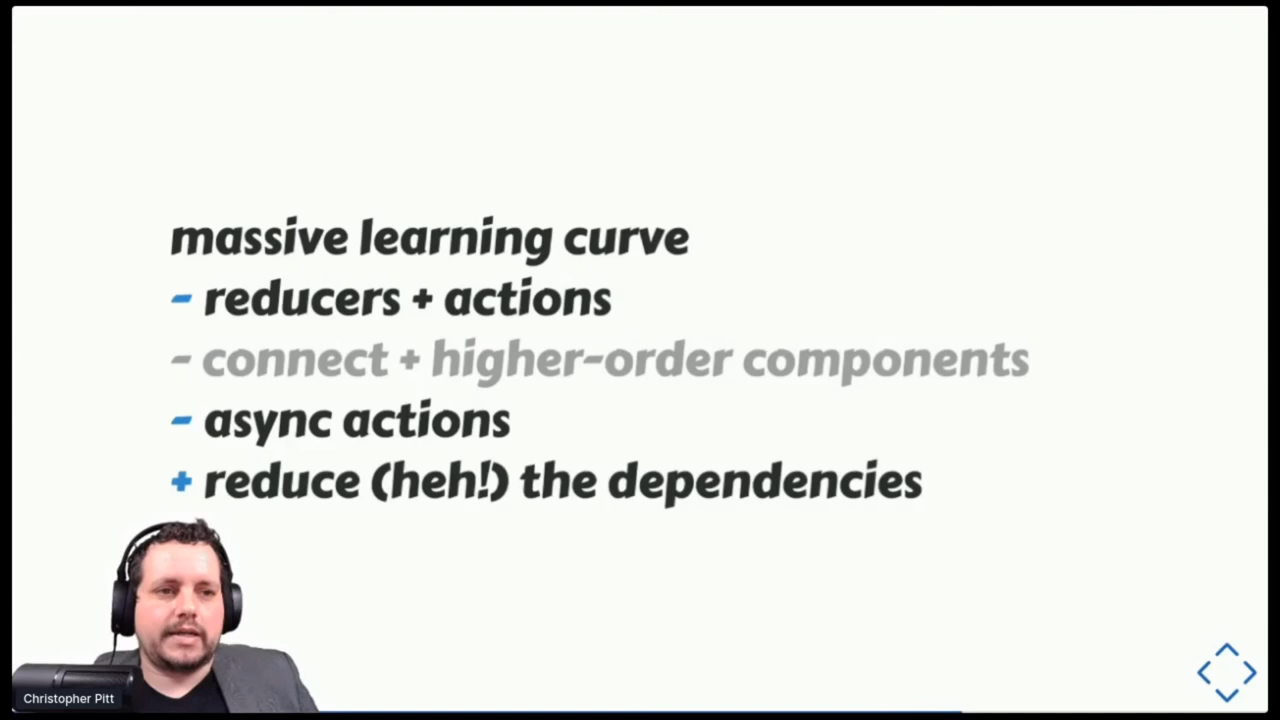 massive learning curve
- reducers + actions
- connect + higher-order components
- async actions
+ reduce (heh!) the dependencies
Christopher Pitt